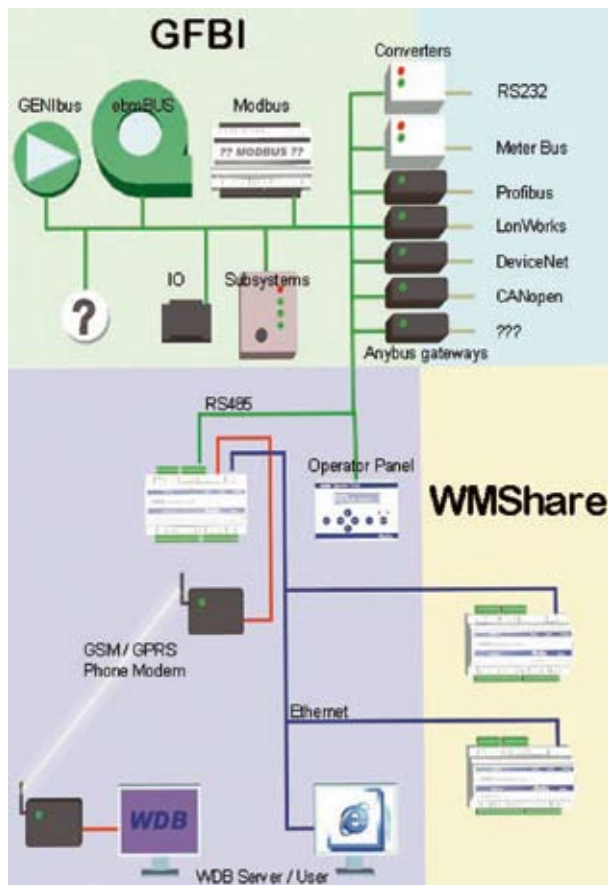 GFBI
Converters
GENIbus
ebmBUS
Modbus
RS232
?? MODBUS ??
Meter Bus
Profibus
LonWorks
?
IO
Subsystems
DeviceNet
CANopen
???
Anybus gateways
RS485
Operator Panel
WMShare
GSM / GPRS
Phone Modem
Ethernet
WDB
WDB Server / User